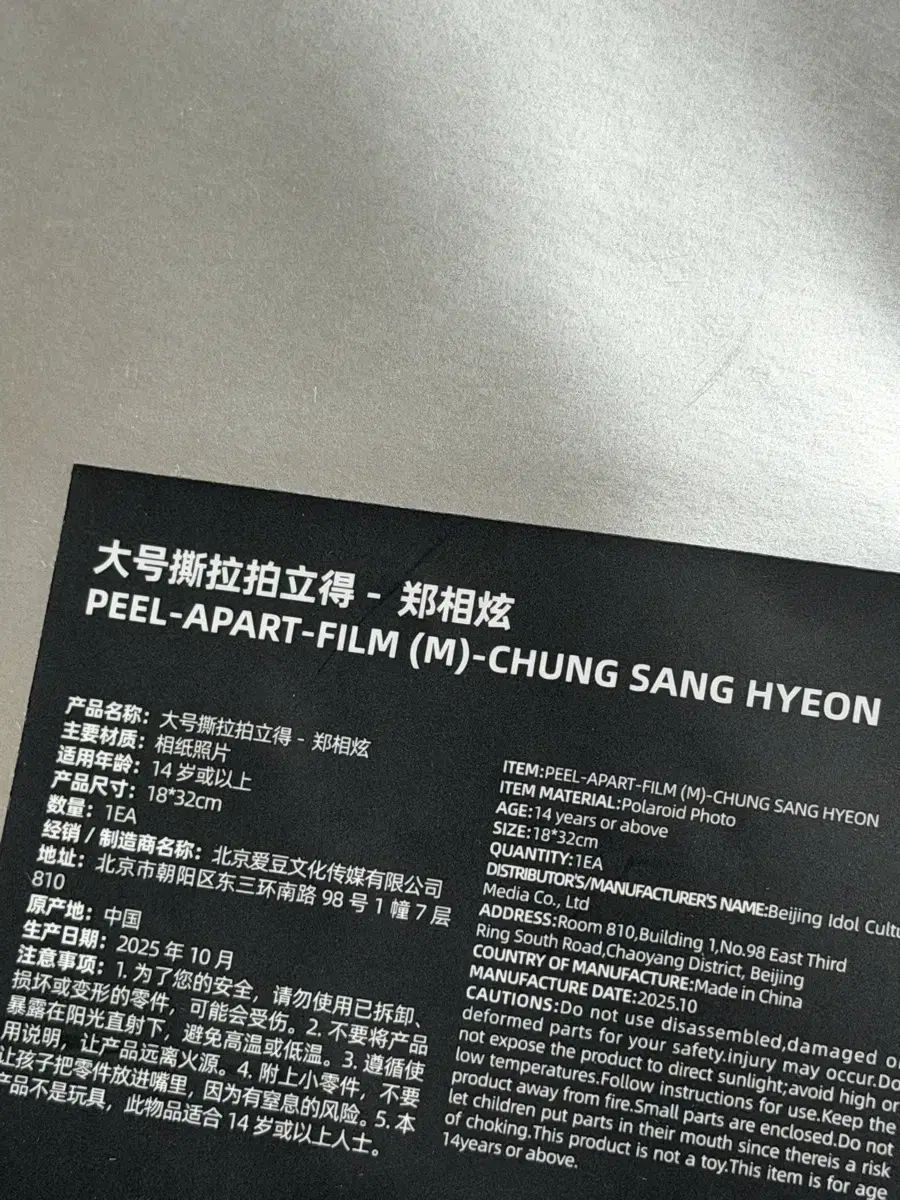 大号撕拉拍立得 - 郑相炫
PEEL-APART-FILM (M)-CHUNG SANG HYEON
产品名称：大号撕拉拍立得 - 郑相炫
主要材质：相纸照片
适用年龄：14 岁或以上
产品尺寸：18*32cm
数量：1EA
经销 / 制造商名称：北京爱豆文化传媒有限公司
地址：北京市朝阳区东三环南路 98 号 1 幢 7 层
810
原产地：中国
生产日期：2025 年 10 月
注意事项：1. 为了您的安全，请勿使用已拆卸、
损坏或变形的零件，可能会受伤。2. 不要将产品
暴露在阳光直射下，避免高温或低温。3. 遵循使
用说明，让产品远离火源。4. 附上小零件，不要
让孩子把零件放进嘴里，因为有窒息的风险。5. 本
产品不是玩具，此物品适合 14 岁或以上人士。
ITEM:PEEL-APART-FILM (M)-CHUNG SANG HYEON
ITEM MATERIAL:Polaroid Photo
AGE:14 years or above
SIZE:18*32cm
QUANTITY:1EA
DISTRIBUTOR'S/MANUFACTURER'S NAME:Beijing Idol
Media Co., Ltd
ADDRESS:Room 810,Building 1,No.98 East Third
Ring South Road,Chaoyang District, Beijing
COUNTRY OF MANUFACTURE:Made in China
MANUFACTURE DATE:2025.10
CAUTIONS:Do not use disassembled,damaged
deformed parts for your safety.injury may occur.Do
not expose the product to direct sunlight;avoid high or
low temperatures.Follow instructions for use.Keep the
product away from fire.Small parts are enclosed.Do not
let children put parts in their mouth since thereis a risk
of choking.This product is not a toy.This item is for age
14years or above.